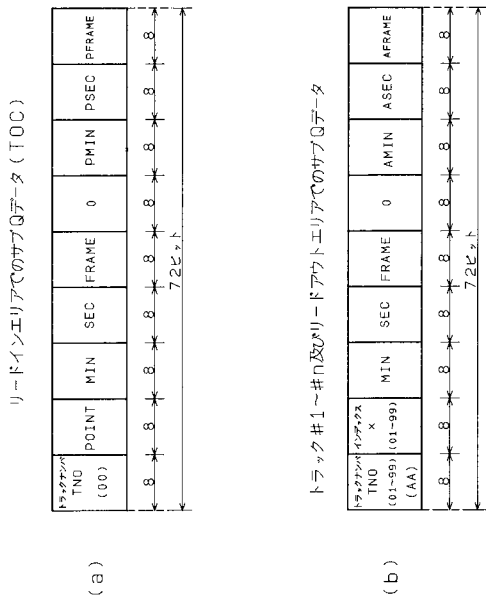 リードインエリアでのサブQデータ (TOC)
(a)
トラックナンバ TNO (00) POINT MIN SEC FRAME 0 PMIN PSEC PFRAME
8 8 8 8 8 8 8 8 8
72ビット
トラック#1~#n及びリードアウトエリアでのサブQデータ
(b)
トラックナンバ TNO (01~99) (AA) インデックス × (01~99) MIN SEC FRAME 0 AMIN ASEC AFRAME
8 8 8 8 8 8 8 8 8
72ビット